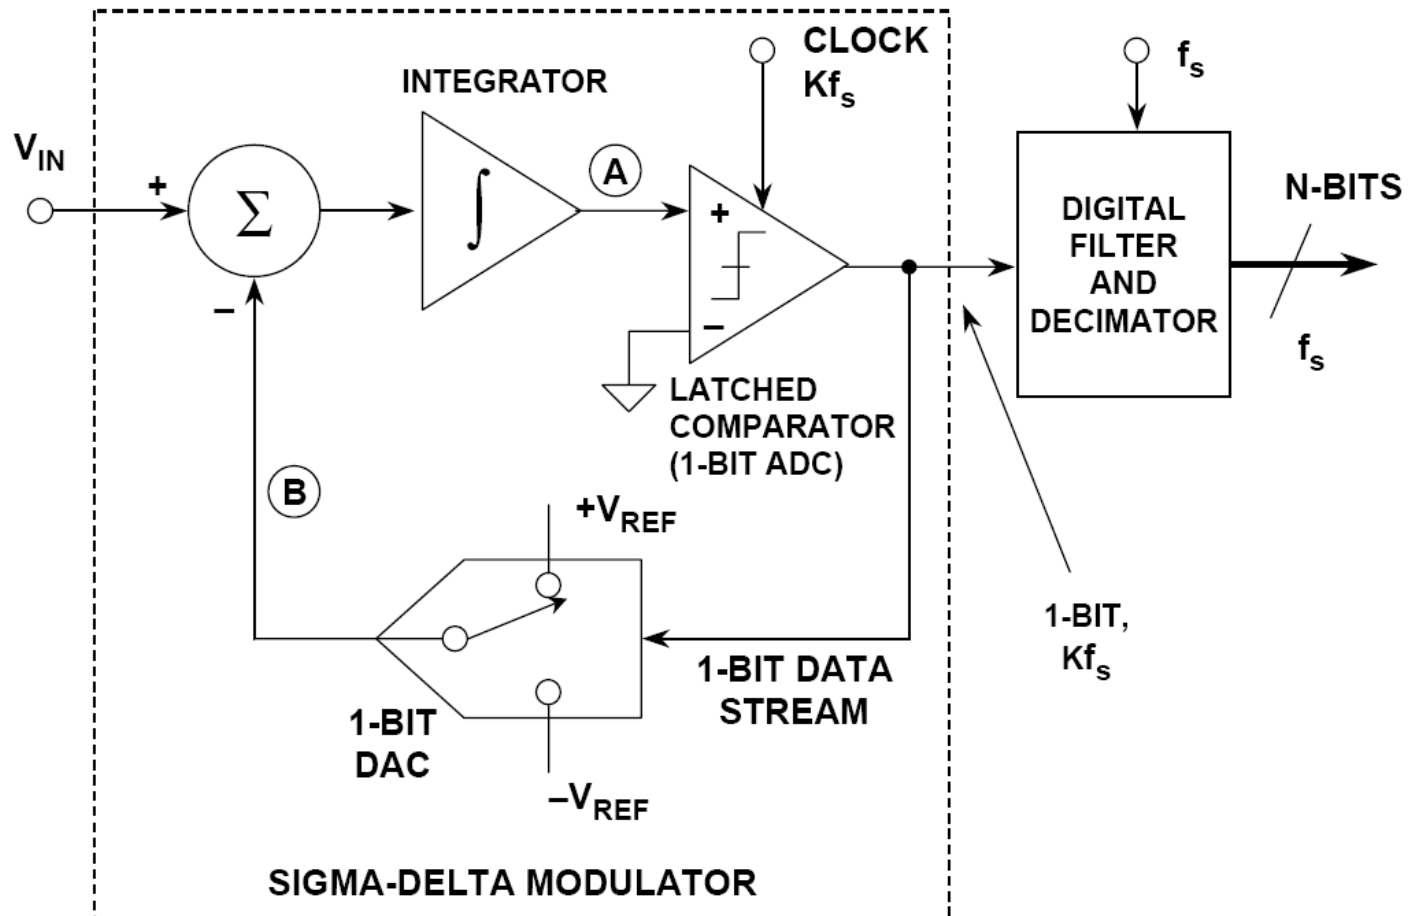 CLOCK
Kfs
fs
INTEGRATOR
VIN
A
+
Σ
∫
+
–
–
DIGITAL
FILTER
AND
DECIMATOR
N-BITS
fs
LATCHED
COMPARATOR
(1-BIT ADC)
B
+VREF
1-BIT,
Kfs
1-BIT DATA
STREAM
1-BIT
DAC
–VREF
SIGMA-DELTA MODULATOR